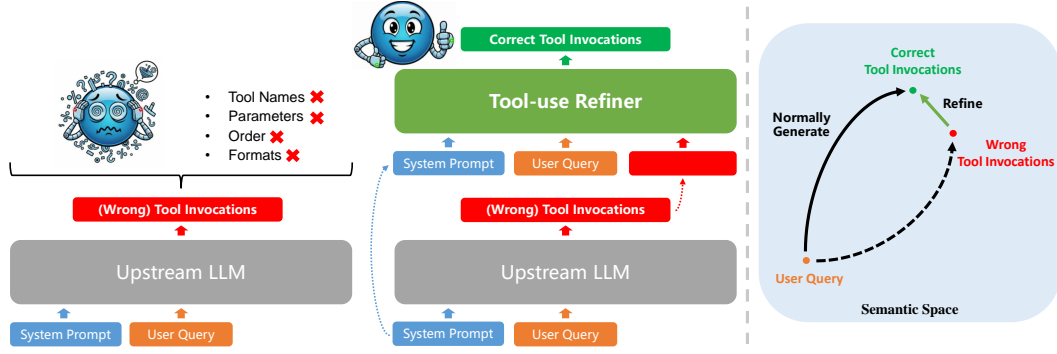 • Tool Names
• Parameters
• Order
• Formats
(Wrong) Tool Invocations
Upstream LLM
System Prompt
User Query
Correct Tool Invocations
Tool-use Refiner
System Prompt
User Query
(Wrong) Tool Invocations
Upstream LLM
System Prompt
User Query
Correct
Tool Invocations
Normally
Generate
Refine
Wrong
Tool Invocations
User Query
Semantic Space